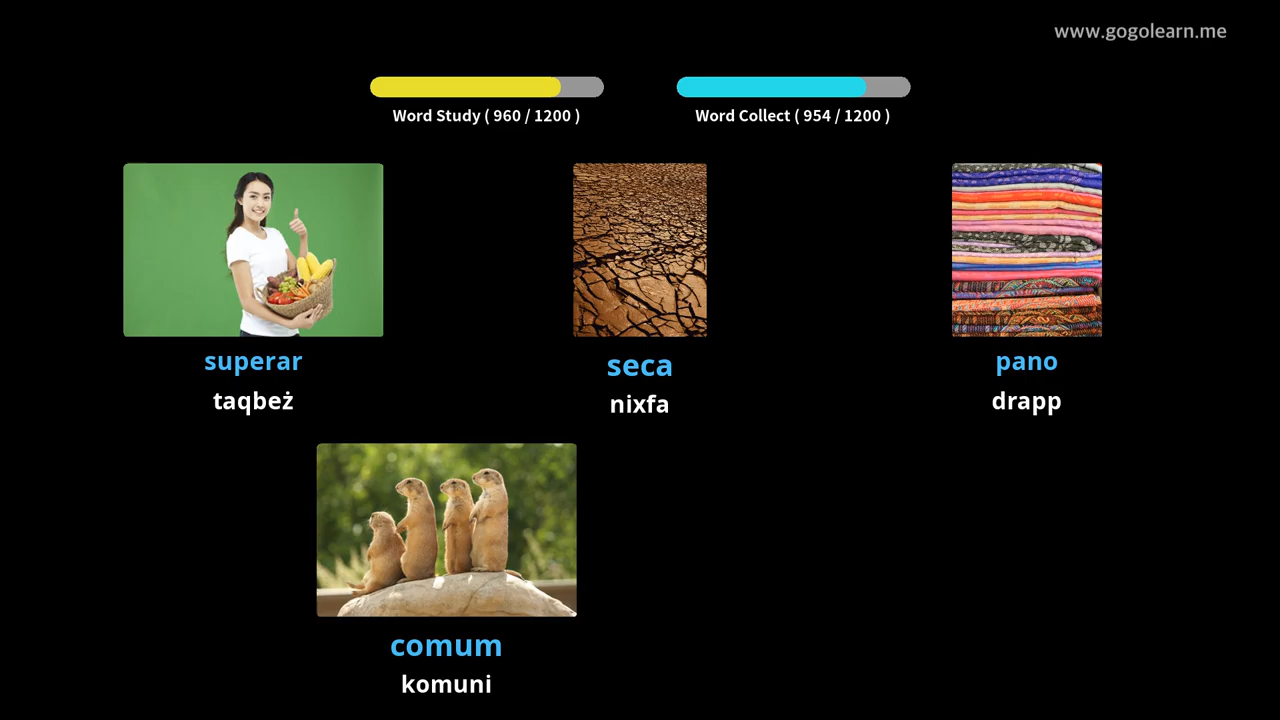 www.gogolearn.me
Word Study ( 960 / 1200 )
Word Collect ( 954 / 1200 )
superar
taqbeż
seca
nixfa
pano
drapp
comum
komuni